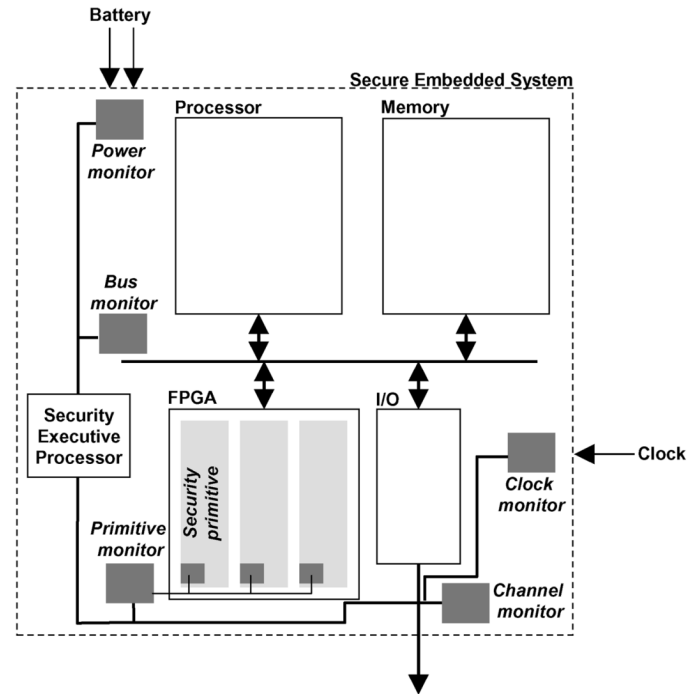 Battery
Secure Embedded System
Processor
Memory
Power
monitor
Bus
monitor
FPGA
I/O
Security
Executive
Processor
Security
primitive
Clock
Clock
monitor
Primitive
monitor
Channel
monitor